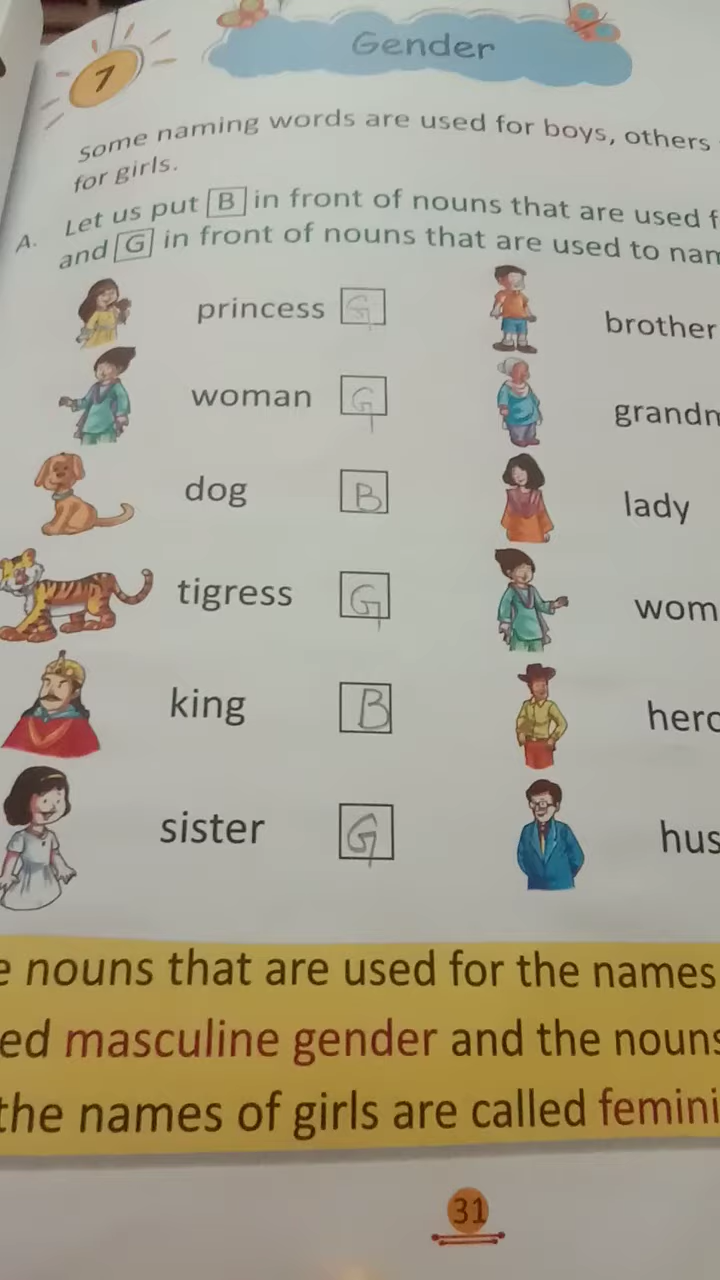 7
Gender
Some naming words are used for boys, others
for girls.
A. Let us put B in front of nouns that are used
and G in front of nouns that are used to
princess G
brother
woman G
dog B
lady
tigress G
king B
sister G
nouns that are used for the names
masculine gender and the nouns
the names of girls are called
31